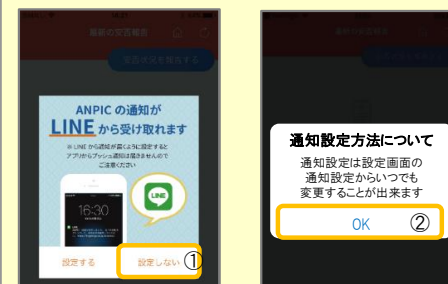 最新の安否報告
安否状況を報告する
ANPIC の通知が
LINE から受け取れます
※ LINE から通知が届くように設定すると
アプリからプッシュ通知は届きませんので
ご注意ください
16:30
LINE
設定する
設定しない ①
通知設定方法について
通知設定は設定画面の
通知設定からいつでも
変更することが出来ます
OK ②